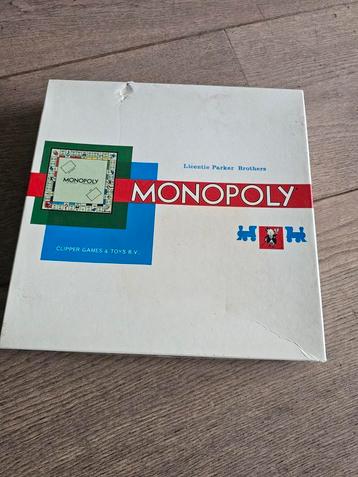 Licentie Parker Brothers
MONOPOLY
MONOPOLY
CLIPPER GAMES & TOYS B.V.